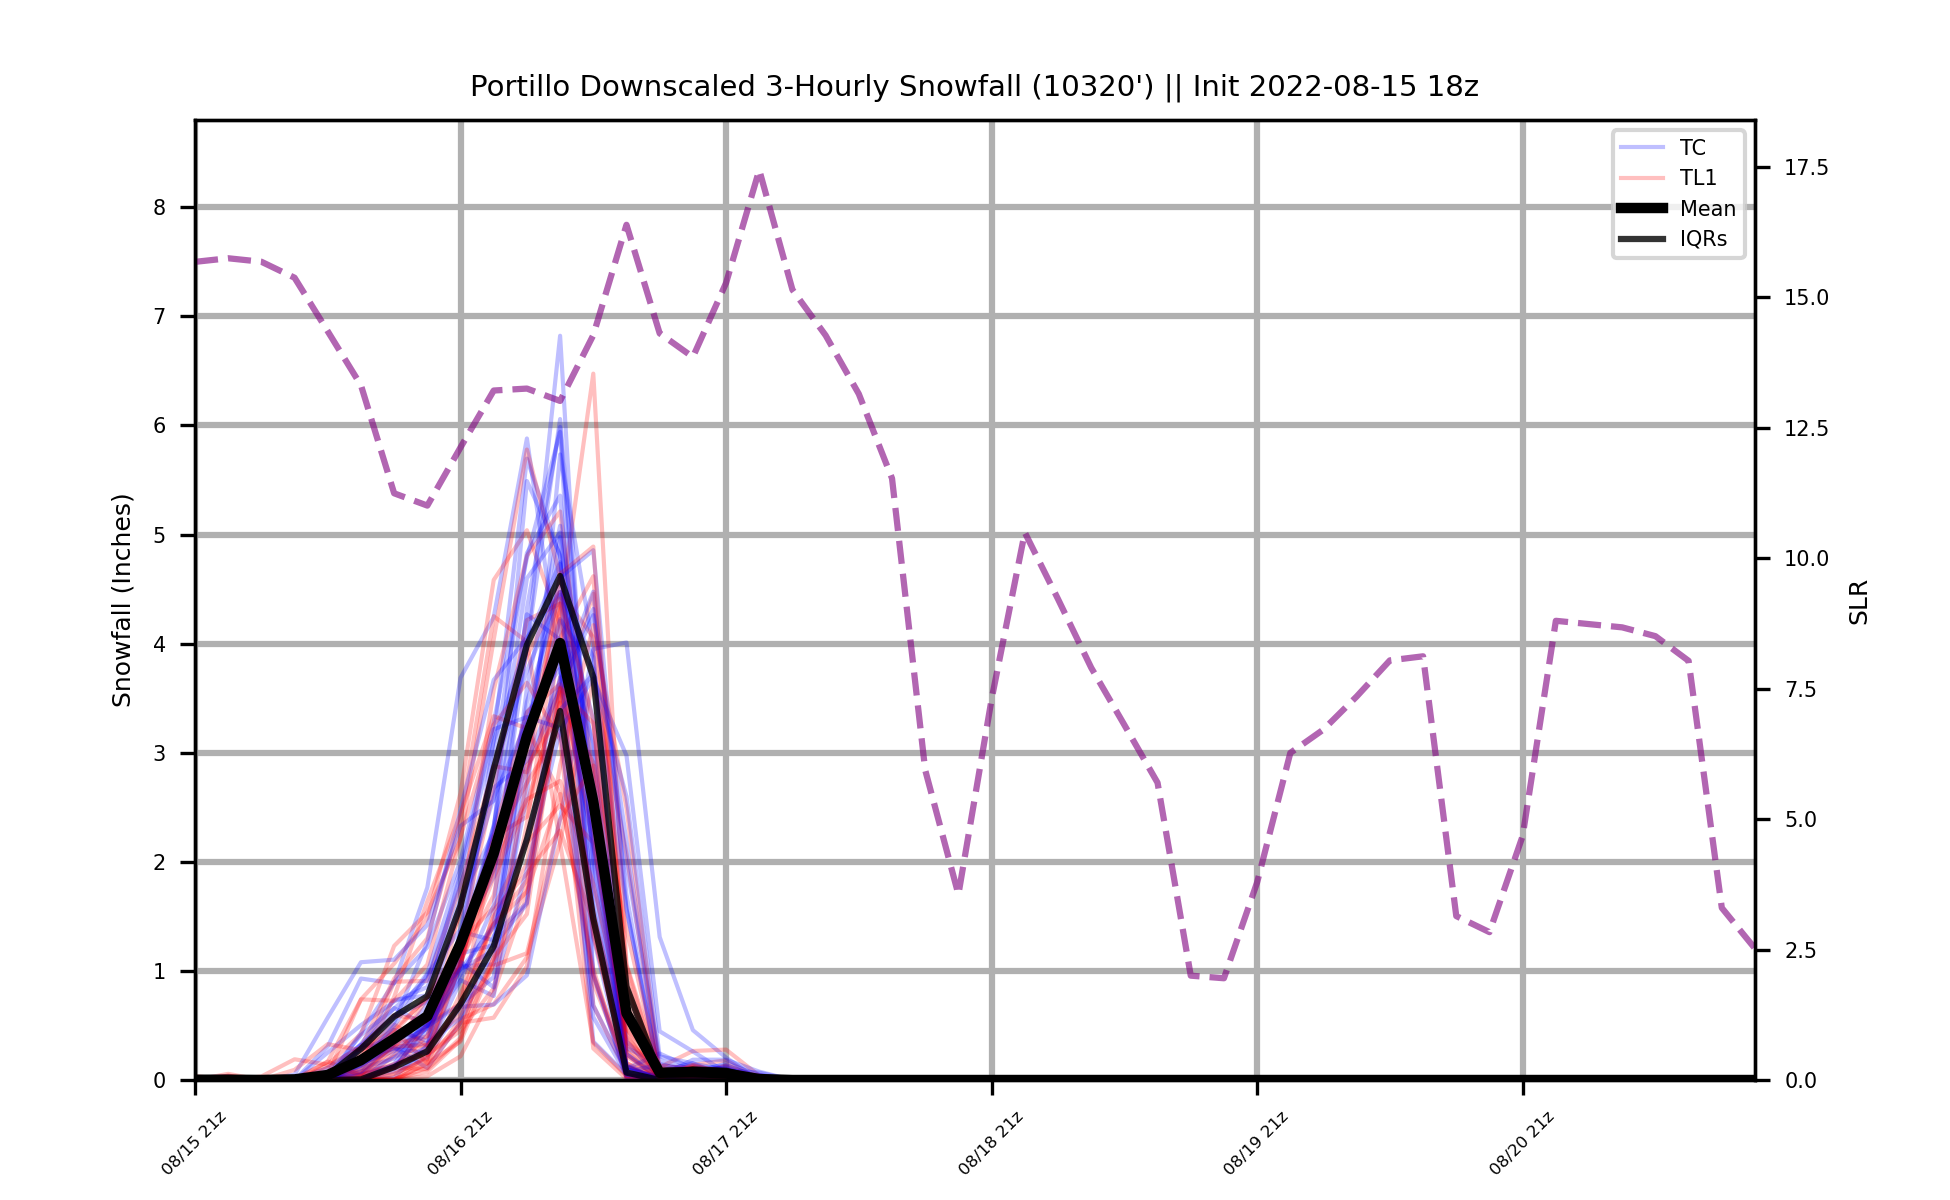 Portillo Downscaled 3-Hourly Snowfall (10320') || Init 2022-08-15 18z
TC
TL1
Mean
IQRs
8
7
6
5
4
3
2
1
0
Snowfall (Inches)
17.5
15.0
12.5
10.0
7.5
5.0
2.5
0.0
SLR
08/15 21z
08/16 21z
08/17 21z
08/18 21z
08/19 21z
08/20 21z